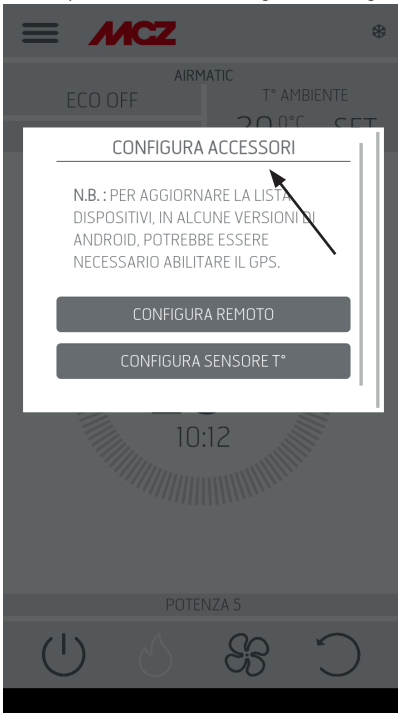 MCZ
AIRMATIC
ECO OFF
T° AMBIENTE
SET
CONFIGURA ACCESSORI
N.B. : PER AGGIORNARE LA LISTA
DISPOSITIVI, IN ALCUNE VERSIONI DI
ANDROID, POTREBBE ESSERE
NECESSARIO ABILITARE IL GPS.
CONFIGURA REMOTO
CONFIGURA SENSORE T°
10:12
POTENZA 5